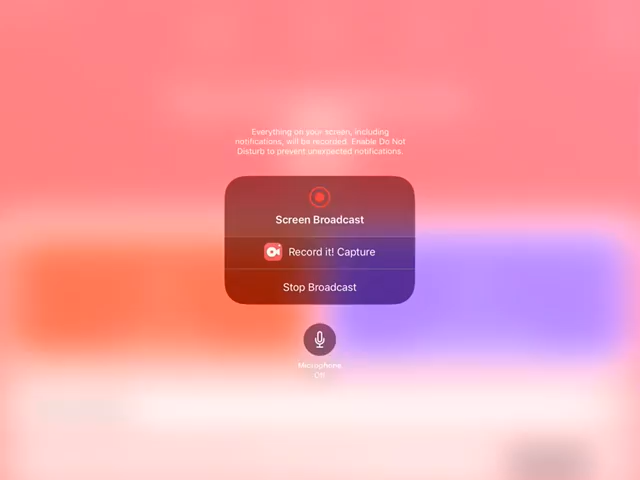 Everything on your screen, including
notifications, will be recorded. Enable Do Not
Disturb to prevent unexpected notifications.
Screen Broadcast
Record it! Capture
Stop Broadcast
Microphone
Off